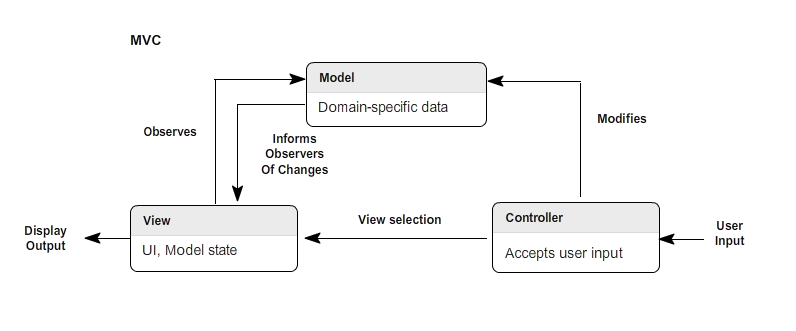 MVC
Model
Domain-specific data
Observes
Informs
Observers
Of Changes
Modifies
View
UI, Model state
View selection
Controller
Accepts user input
Display
Output
User
Input